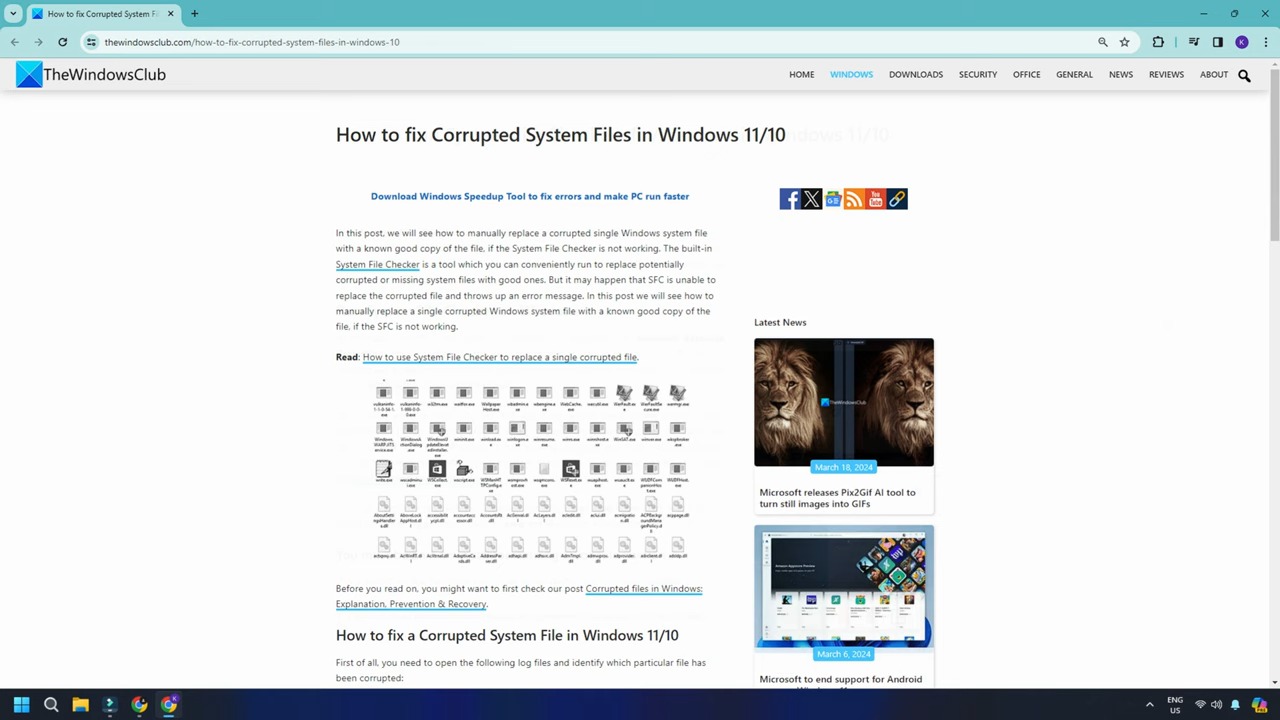 How to fix Corrupted System Fi
thewindowsclub.com/how-to-fix-corrupted-system-files-in-windows-10
K
TheWindowsClub
HOME WINDOWS DOWNLOADS SECURITY OFFICE GENERAL NEWS REVIEWS ABOUT
How to fix Corrupted System Files in Windows 11/10
Download Windows Speedup Tool to fix errors and make PC run faster
In this post, we will see how to manually replace a corrupted single Windows system file
with a known good copy of the file, if the System File Checker is not working. The built-in
System File Checker is a tool which you can conveniently run to replace potentially
corrupted or missing system files with good ones. But it may happen that SFC is unable to
replace the corrupted file and throws up an error message. In this post we will see how to
manually replace a single corrupted Windows system file with a known good copy of the
file, if the SFC is not working.
Read: How to use System File Checker to replace a single corrupted file.
Before you read on, you might want to first check our post Corrupted files in Windows:
Explanation, Prevention & Recovery.
How to fix a Corrupted System File in Windows 11/10
First of all, you need to open the following log files and identify which particular file has
been corrupted:
You Tube
Latest News
TheWindowsClub
March 18, 2024
Microsoft releases Pix2Gif AI tool to
turn still images into GIFs
March 6, 2024
Microsoft to end support for Android
ENG
US